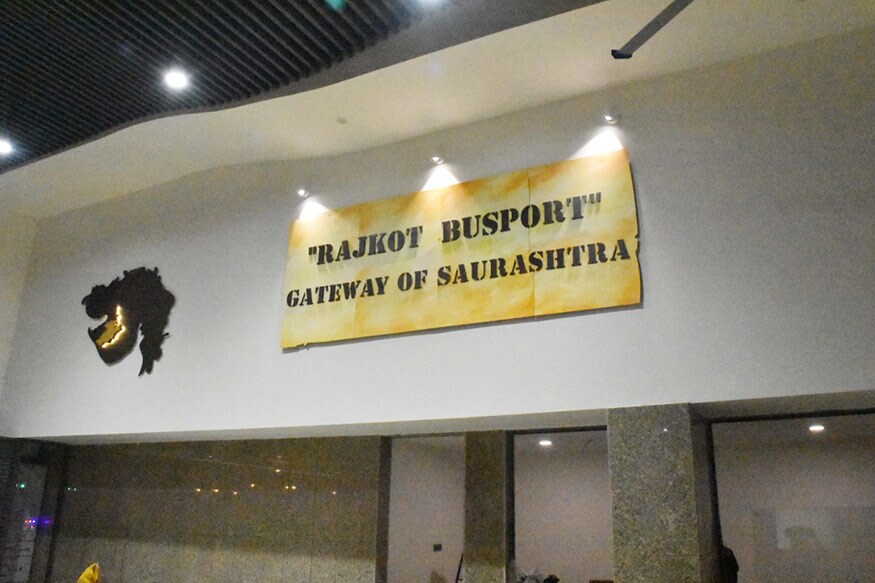 "RAJKOT BUSPORT"
GATEWAY OF SAURASHTRA